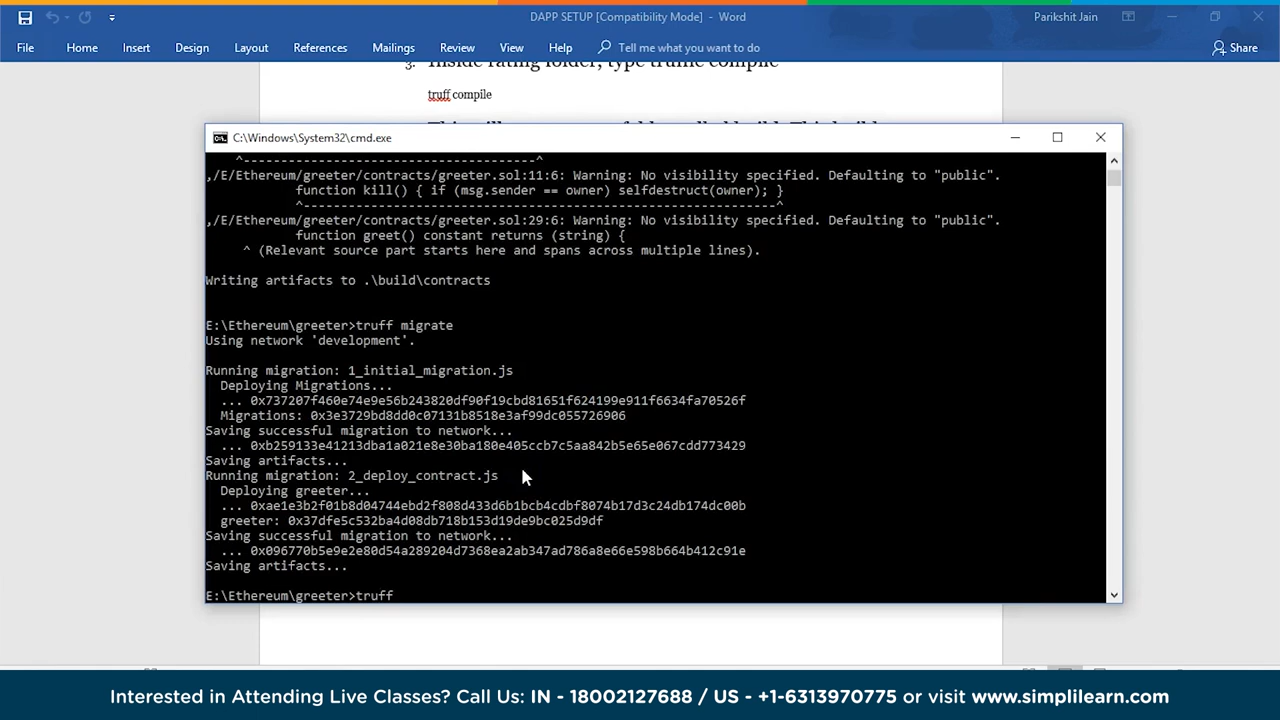 DAPP SETUP [Compatibility Mode] - Word
Parikshit Jain
File Home Insert Design Layout References Mailings Review View Help Tell me what you want to do Share
3. Inside rating folder, type truffle compile
truff compile
C:\Windows\System32\cmd.exe
^-----------------------------------^
,/E/Ethereum/greeter/contracts/greeter.sol:11:6: Warning: No visibility specified. Defaulting to "public".
function kill() { if (msg.sender == owner) selfdestruct(owner); }
^---------------------------------------------------------------^
,/E/Ethereum/greeter/contracts/greeter.sol:29:6: Warning: No visibility specified. Defaulting to "public".
function greet() constant returns (string) {
^ (Relevant source part starts here and spans across multiple lines).
Writing artifacts to .\build\contracts
E:\Ethereum\greeter>truff migrate
Using network 'development'.
Running migration: 1_initial_migration.js
Deploying Migrations...
... 0x737207f460e74e9e56b243820df90f19cbd81651f624199e911f6634fa70526f
Migrations: 0x3e3729bd8dd0c07131b8518e3af99dc055726906
Saving successful migration to network...
... 0xb259133e41213dba1a021e8e30ba180e405ccb7c5aa842b5e65e067cdd773429
Saving artifacts...
Running migration: 2_deploy_contract.js
Deploying greeter...
... 0xae1e3b2f01b8d04744ebd2f808d433d6b1bcb4cdbf8074b17d3c24db174dc00b
greeter: 0x37dfe5c532ba4d08db718b153d19de9bc025d9df
Saving successful migration to network...
... 0x096770b5e9e2e80d54a289204d7368ea2ab347ad786a8e66e598b664b412c91e
Saving artifacts...
E:\Ethereum\greeter>truff
Interested in Attending Live Classes? Call Us: IN - 18002127688 / US - +1-6313970775 or visit www.simplilearn.com